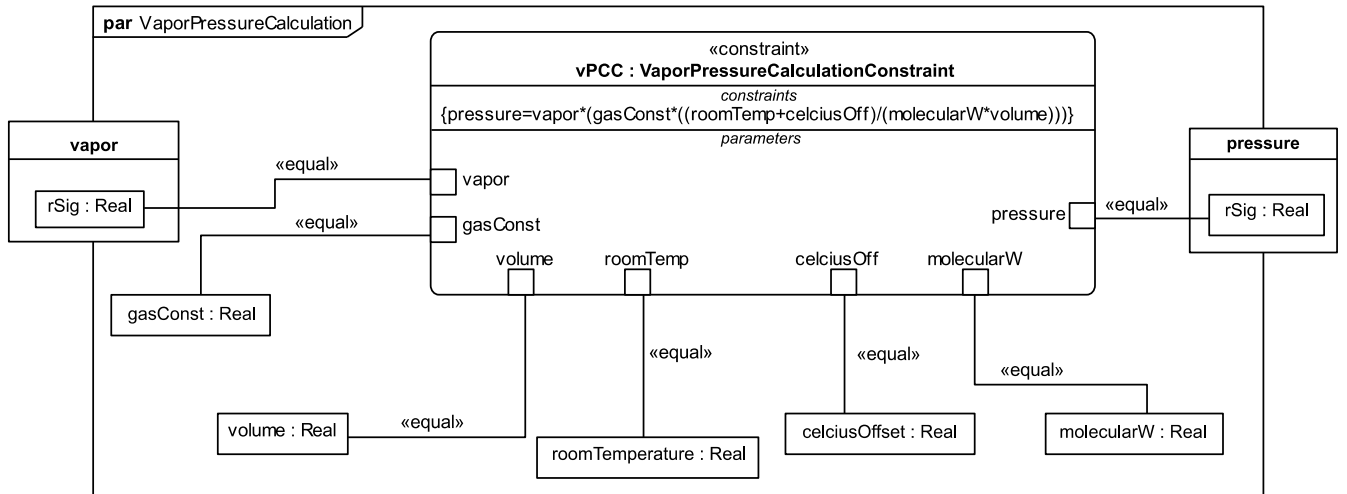 par VaporPressureCalculation
«constraint»
vPCC : VaporPressureCalculationConstraint
constraints
{pressure=vapor*(gasConst*((roomTemp+celciusOff)/(molecularW*volume)))}
parameters
vapor
rSig : Real
«equal»
vapor
«equal»
gasConst
gasConst : Real
pressure
«equal»
pressure
rSig : Real
volume
roomTemp
celciusOff
molecularW
«equal»
«equal»
«equal»
«equal»
volume : Real
roomTemperature : Real
celciusOffset : Real
molecularW : Real